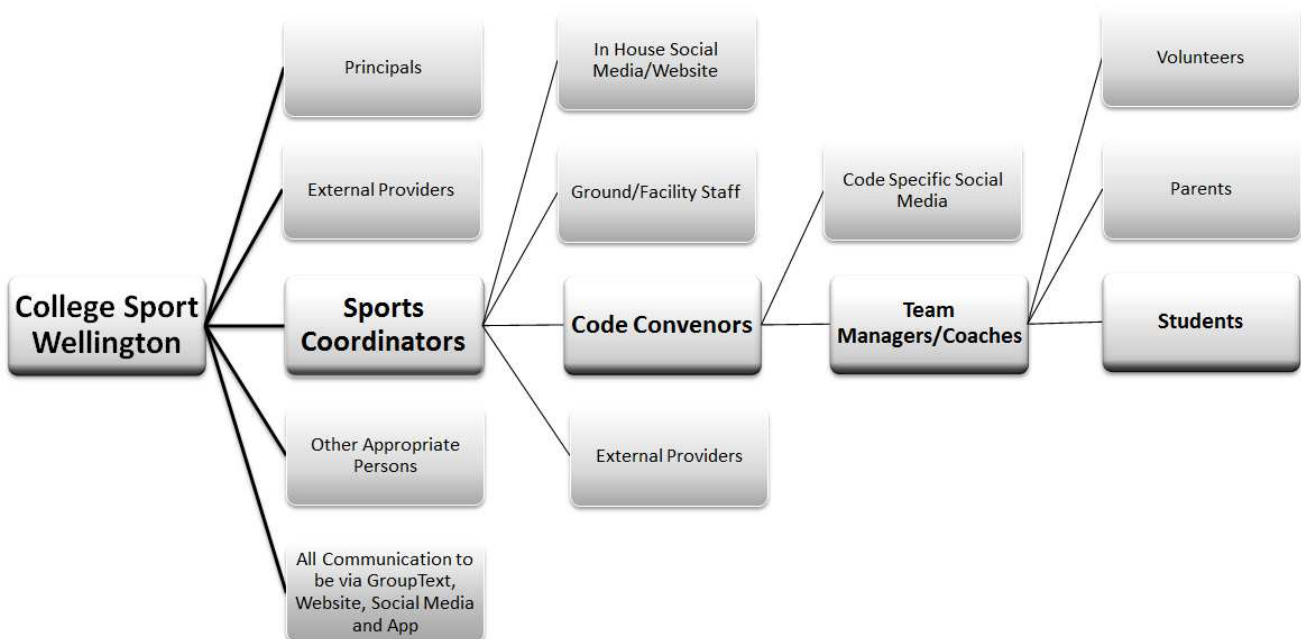 Principals
External Providers
College Sport
Wellington
Sports
Coordinators
Other Appropriate
Persons
All Communication to
be via GroupText,
Website, Social Media
and App
In House Social
Media/Website
Ground/Facility Staff
Code Convenors
External Providers
Code Specific Social
Media
Team
Managers/Coaches
Volunteers
Parents
Students